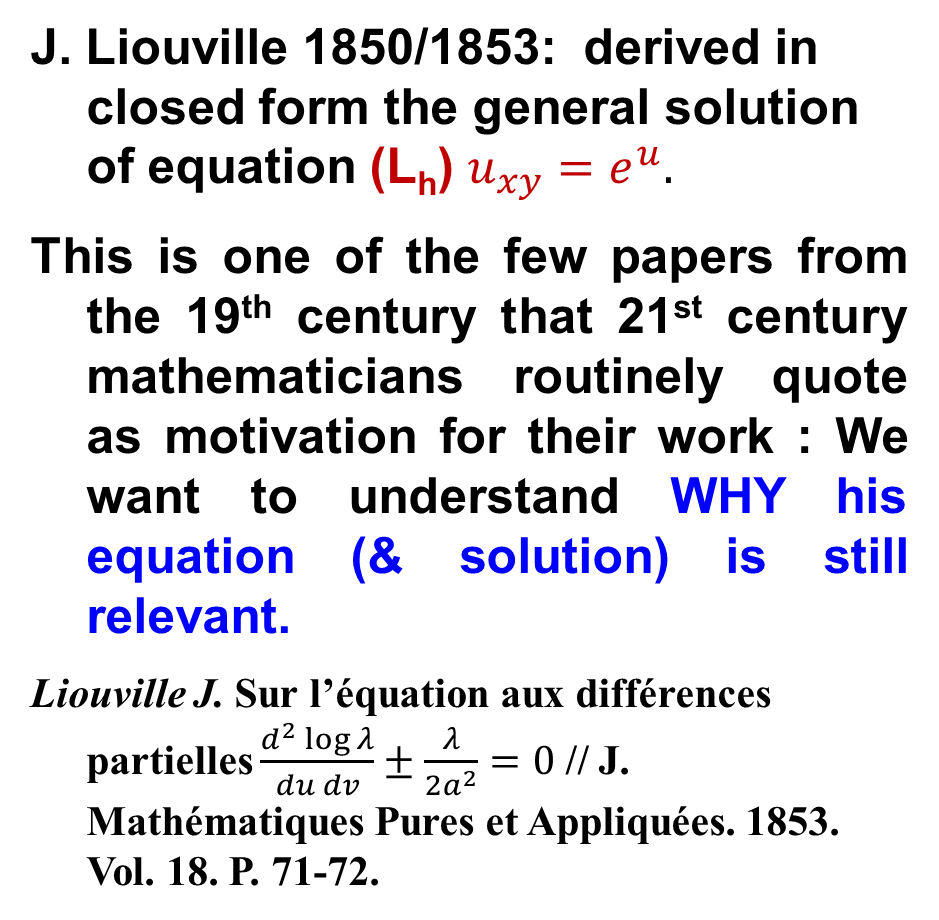 J. Liouville 1850/1853: derived in
closed form the general solution
of equation (Lₕ) 𝑢ₓᵧ = 𝑒ᵘ.
This is one of the few papers from
the 19ᵗʰ century that 21ˢᵗ century
mathematicians routinely quote
as motivation for their work : We
want to understand WHY his
equation (& solution) is still
relevant.
Liouville J. Sur l’équation aux différences
partielles d² log λ / du dv ± λ / 2a² = 0 // J.
Mathématiques Pures et Appliquées. 1853.
Vol. 18. P. 71-72.